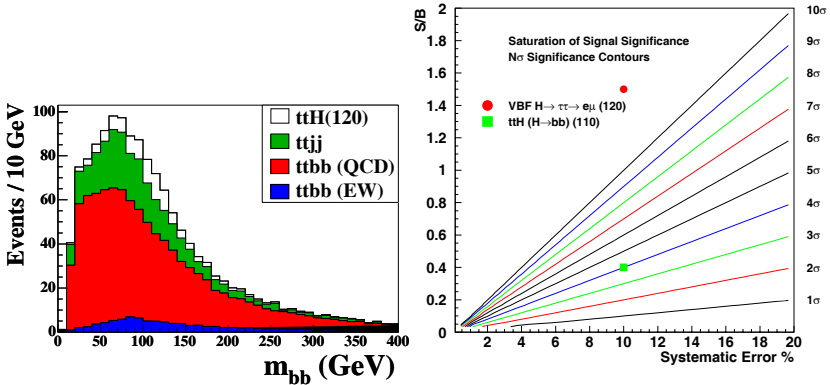 Events / 10 GeV
100
80
60
40
20
0
ttH(120)
ttjj
ttbb (QCD)
ttbb (EW)
0 50 100 150 200 250 300 350 400
m_bb (GeV)
S/B
2
1.8
1.6
1.4
1.2
1
0.8
0.6
0.4
0.2
0
Saturation of Signal Significance
Nσ Significance Contours
VBF H→ ττ→ eμ (120)
ttH (H→bb) (110)
10σ
9σ
8σ
7σ
6σ
5σ
4σ
3σ
2σ
1σ
2 4 6 8 10 12 14 16 18 20
Systematic Error %